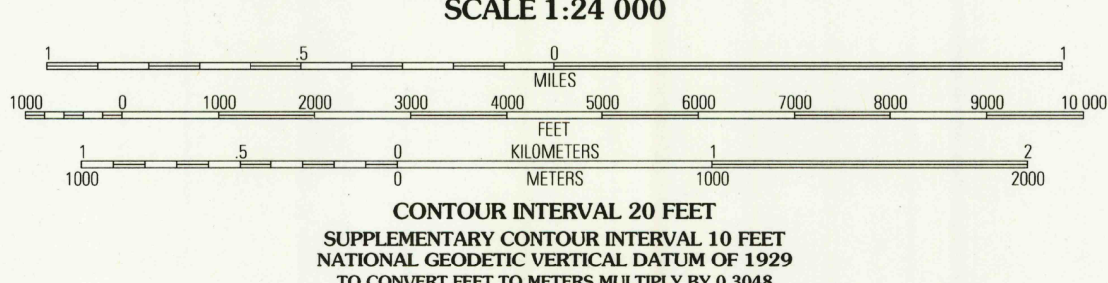 SCALE 1:24 000
1 .5 0 1
MILES
1000 0 1000 2000 3000 4000 5000 6000 7000 8000 9000 10 000
FEET
1 .5 0 KILOMETERS 1 2
1000 0 METERS 1000 2000
CONTOUR INTERVAL 20 FEET
SUPPLEMENTARY CONTOUR INTERVAL 10 FEET
NATIONAL GEODETIC VERTICAL DATUM OF 1929
TO CONVERT FEET TO METERS MULTIPLY BY 0.3048